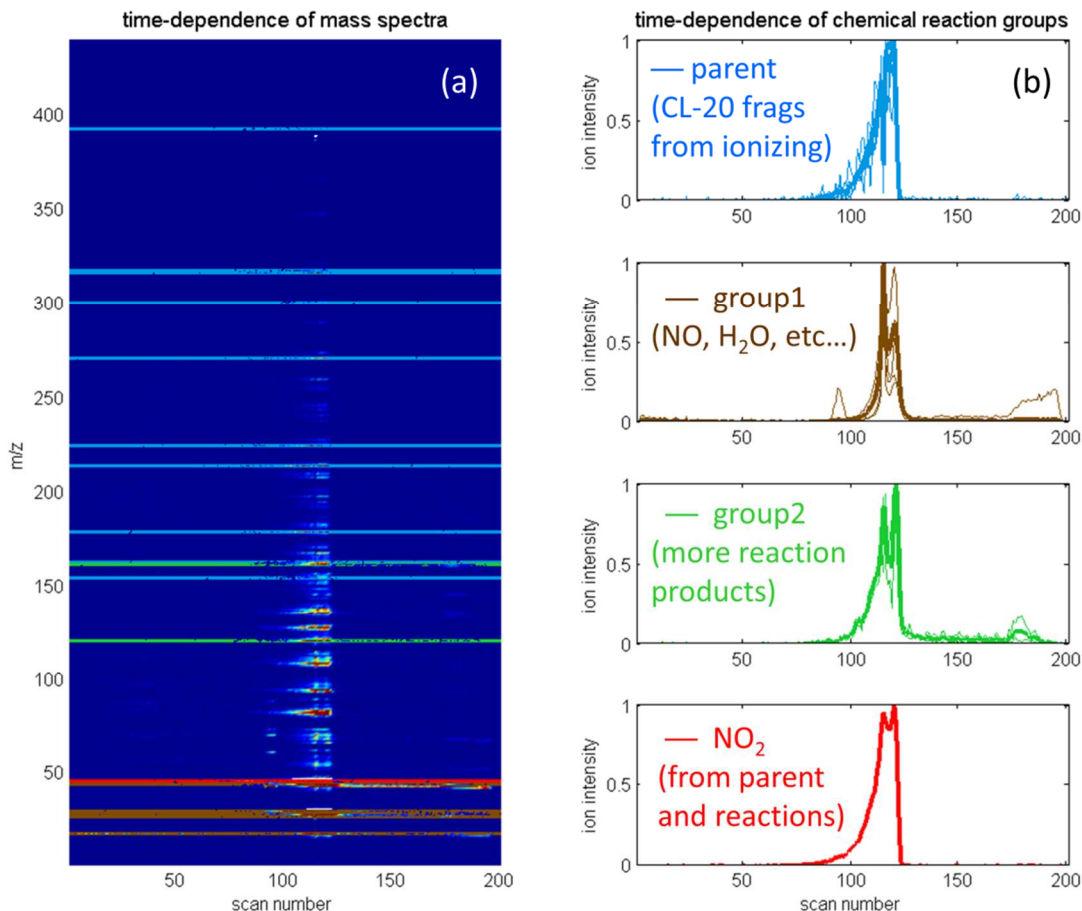 time-dependence of mass spectra
(a)
m/z
400
350
300
250
200
150
100
50
50
100
150
200
scan number
time-dependence of chemical reaction groups
(b)
parent
(CL-20 frags
from ionizing)
ion intensity
1
0.5
0
50
100
150
200
group1
(NO, H₂O, etc...)
ion intensity
1
0.5
0
50
100
150
200
group2
(more reaction
products)
ion intensity
1
0.5
0
50
100
150
200
NO₂
(from parent
and reactions)
ion intensity
1
0.5
0
50
100
150
200
scan number